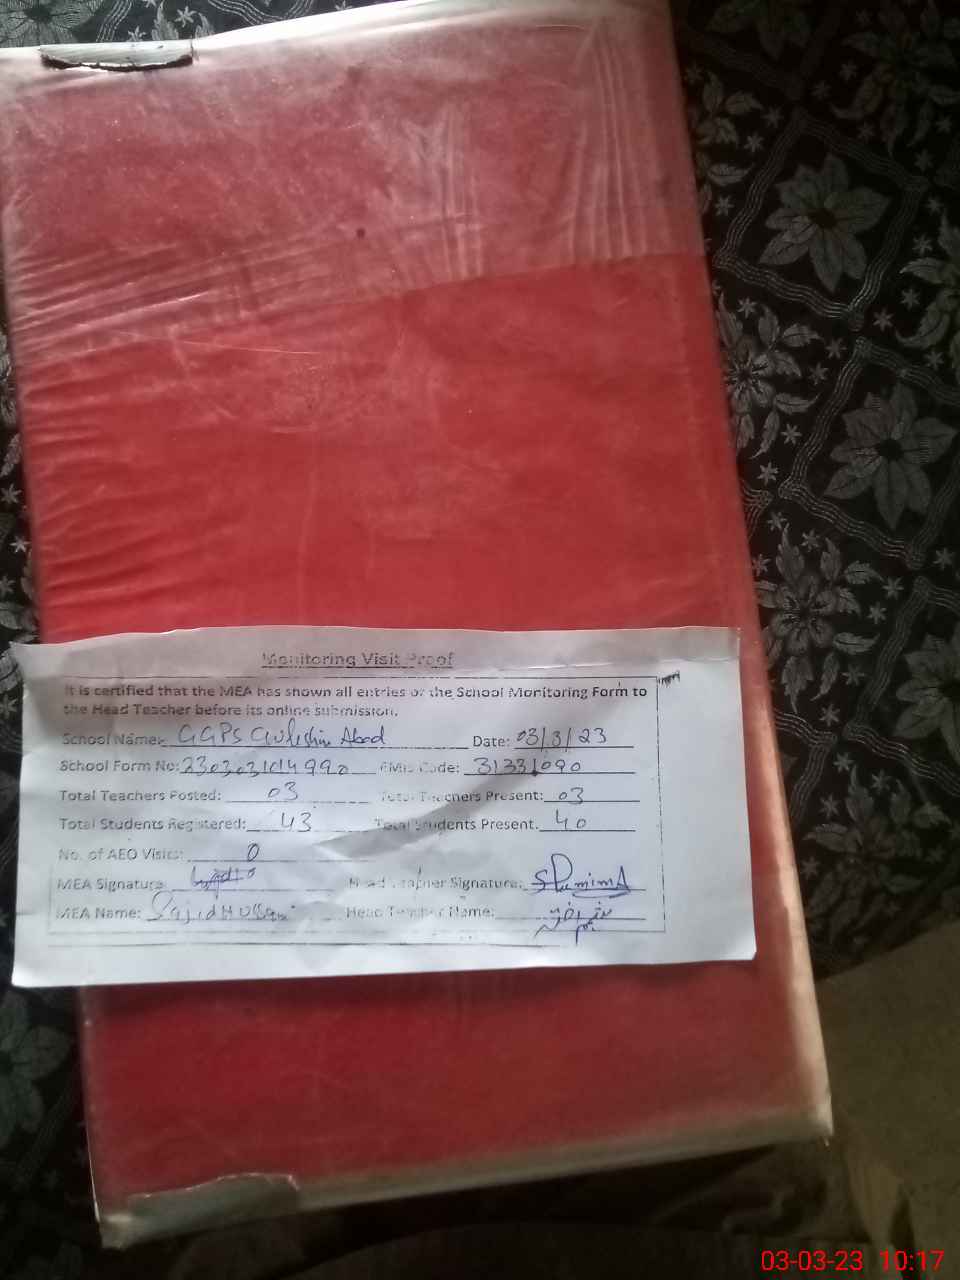 Monitoring Visit Proof
It is certified that the MEA has shown all entries of the School Monitoring Form to
the Head Teacher before its online submission.
School Name: GGPS Gulshin Abad Date: 03/3/23
School Form No: 230303104990 EMIS Code: 31331090
Total Teachers Posted: 03 Total Teachers Present: 03
Total Students Registered: 43 Total Students Present: 40
No. of AEO Visits: 0
MEA Signature: Head Teacher Signature:
MEA Name: Sajid Hussain Head Teacher Name:
03-03-23 10:17